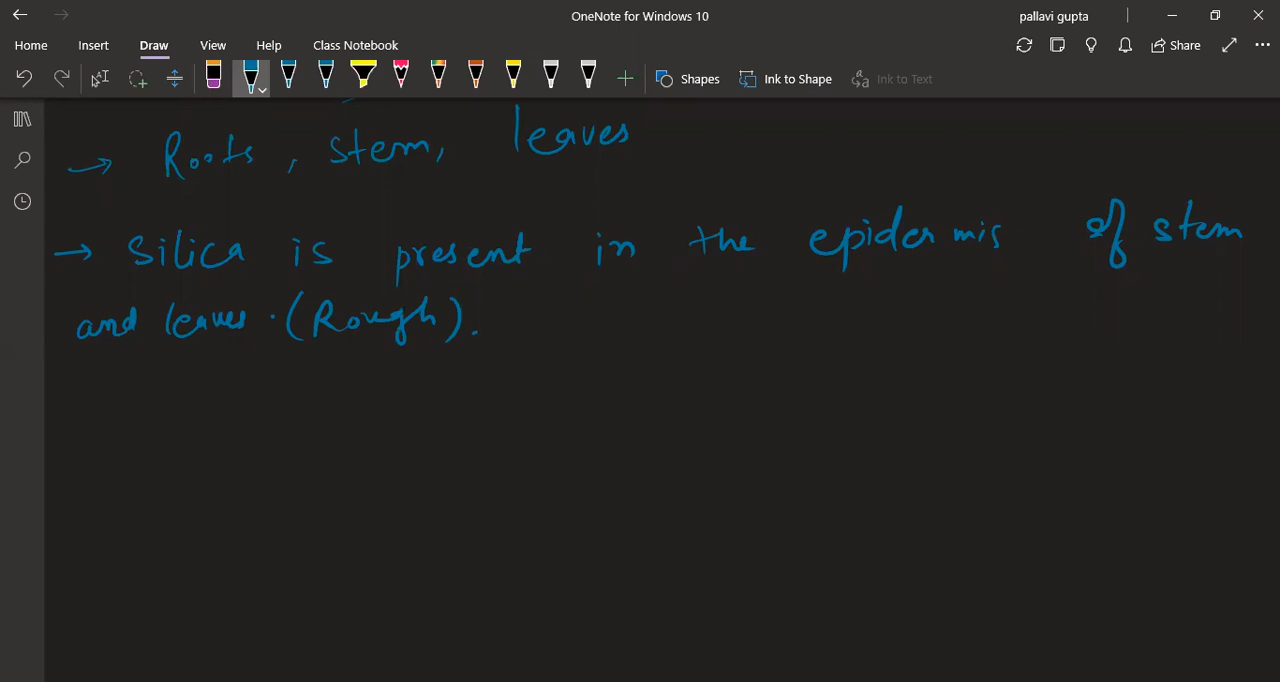 OneNote for Windows 10
pallavi gupta
Home Insert Draw View Help Class Notebook
Share
Shapes Ink to Shape Ink to Text
→ Roots, stem, leaves
→ Silica is present in the epidermis of stem
and leaves. (Rough).